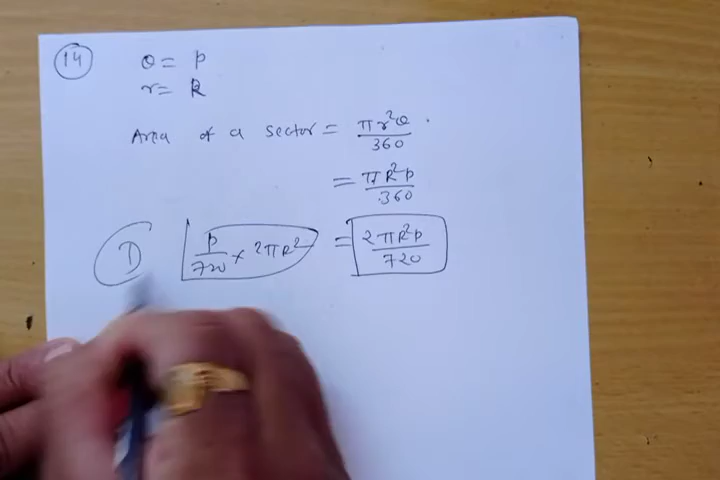 14
θ = p
r = R
Area of a sector = πr²θ/360
= πR²p/360
D p/720 × 2πR² = 2πR²p/720